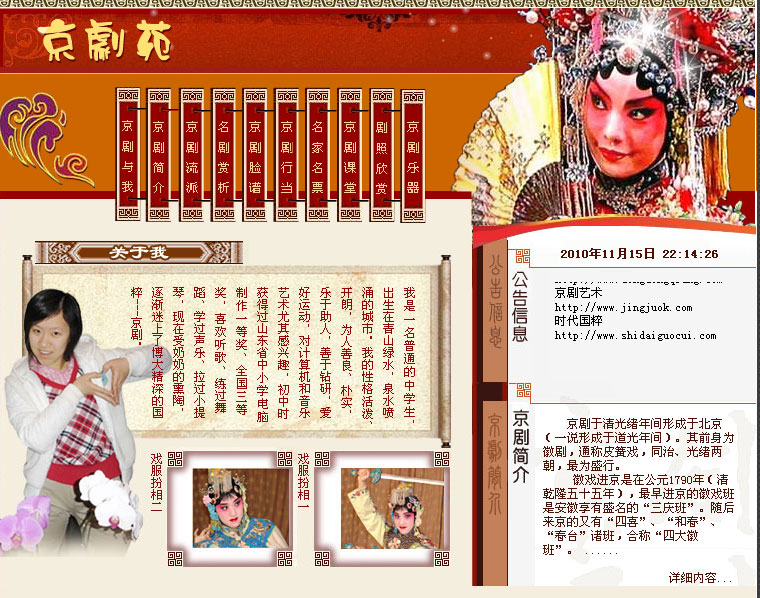 京劇苑
京剧与我
京剧简介
京剧流派
名剧赏析
京剧脸谱
京剧行当
名家名票
京剧课堂
剧照欣赏
京剧乐器
关于我
我是一名普通的中学生,
出生在青山绿水,泉水喷
涌的城市。我的性格活泼、
开朗,为人善良、朴实,
乐于助人,善于钻研,爱
好运动,对计算机和音乐
艺术尤其感兴趣,初中时
获得过山东省中小学电脑
制作一等奖、全国三等
奖,喜欢听歌、练过舞
蹈、学过声乐、拉过小提
琴,现在受奶奶的熏陶,
逐渐迷上了博大精深的国
粹---京剧。
戏服扮相二
戏服扮相一
2010年11月15日 22:14:26
公告信息
公告信息
京剧艺术
http://www.jingjuok.com
时代国粹
http://www.shidaiguocui.com
京剧简介
京剧简介
京剧于清光绪年间形成于北京
(一说形成于道光年间)。其前身为
徽剧,通称皮簧戏,同治、光绪两
朝,最为盛行。
徽戏进京是在公元1790年(清
乾隆五十五年),最早进京的徽戏班
是安徽享有盛名的“三庆班”。随后
来京的又有“四喜”、“和春”、
“春台”诸班,合称“四大徽
班”。......
详细内容...